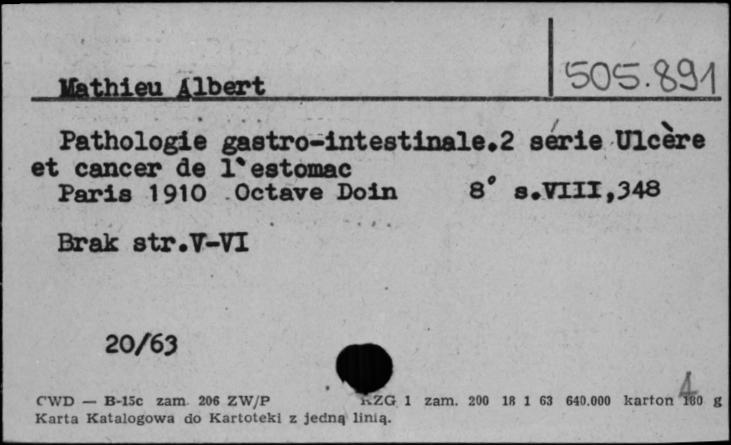 Mathieu Albert
505.891
Pathologie gastro-intestinale.2 série Ulcère
et cancer de l'estomac
Paris 1910 Octave Doin 8° s.VIII,348
Brak str.V-VI
20/63
4
CWD — B-15c zam. 206 ZW/P RZG 1 zam. 200 18 1 63 640.000 karton 180 g
Karta Katalogowa do Kartoteki z jedną linią.